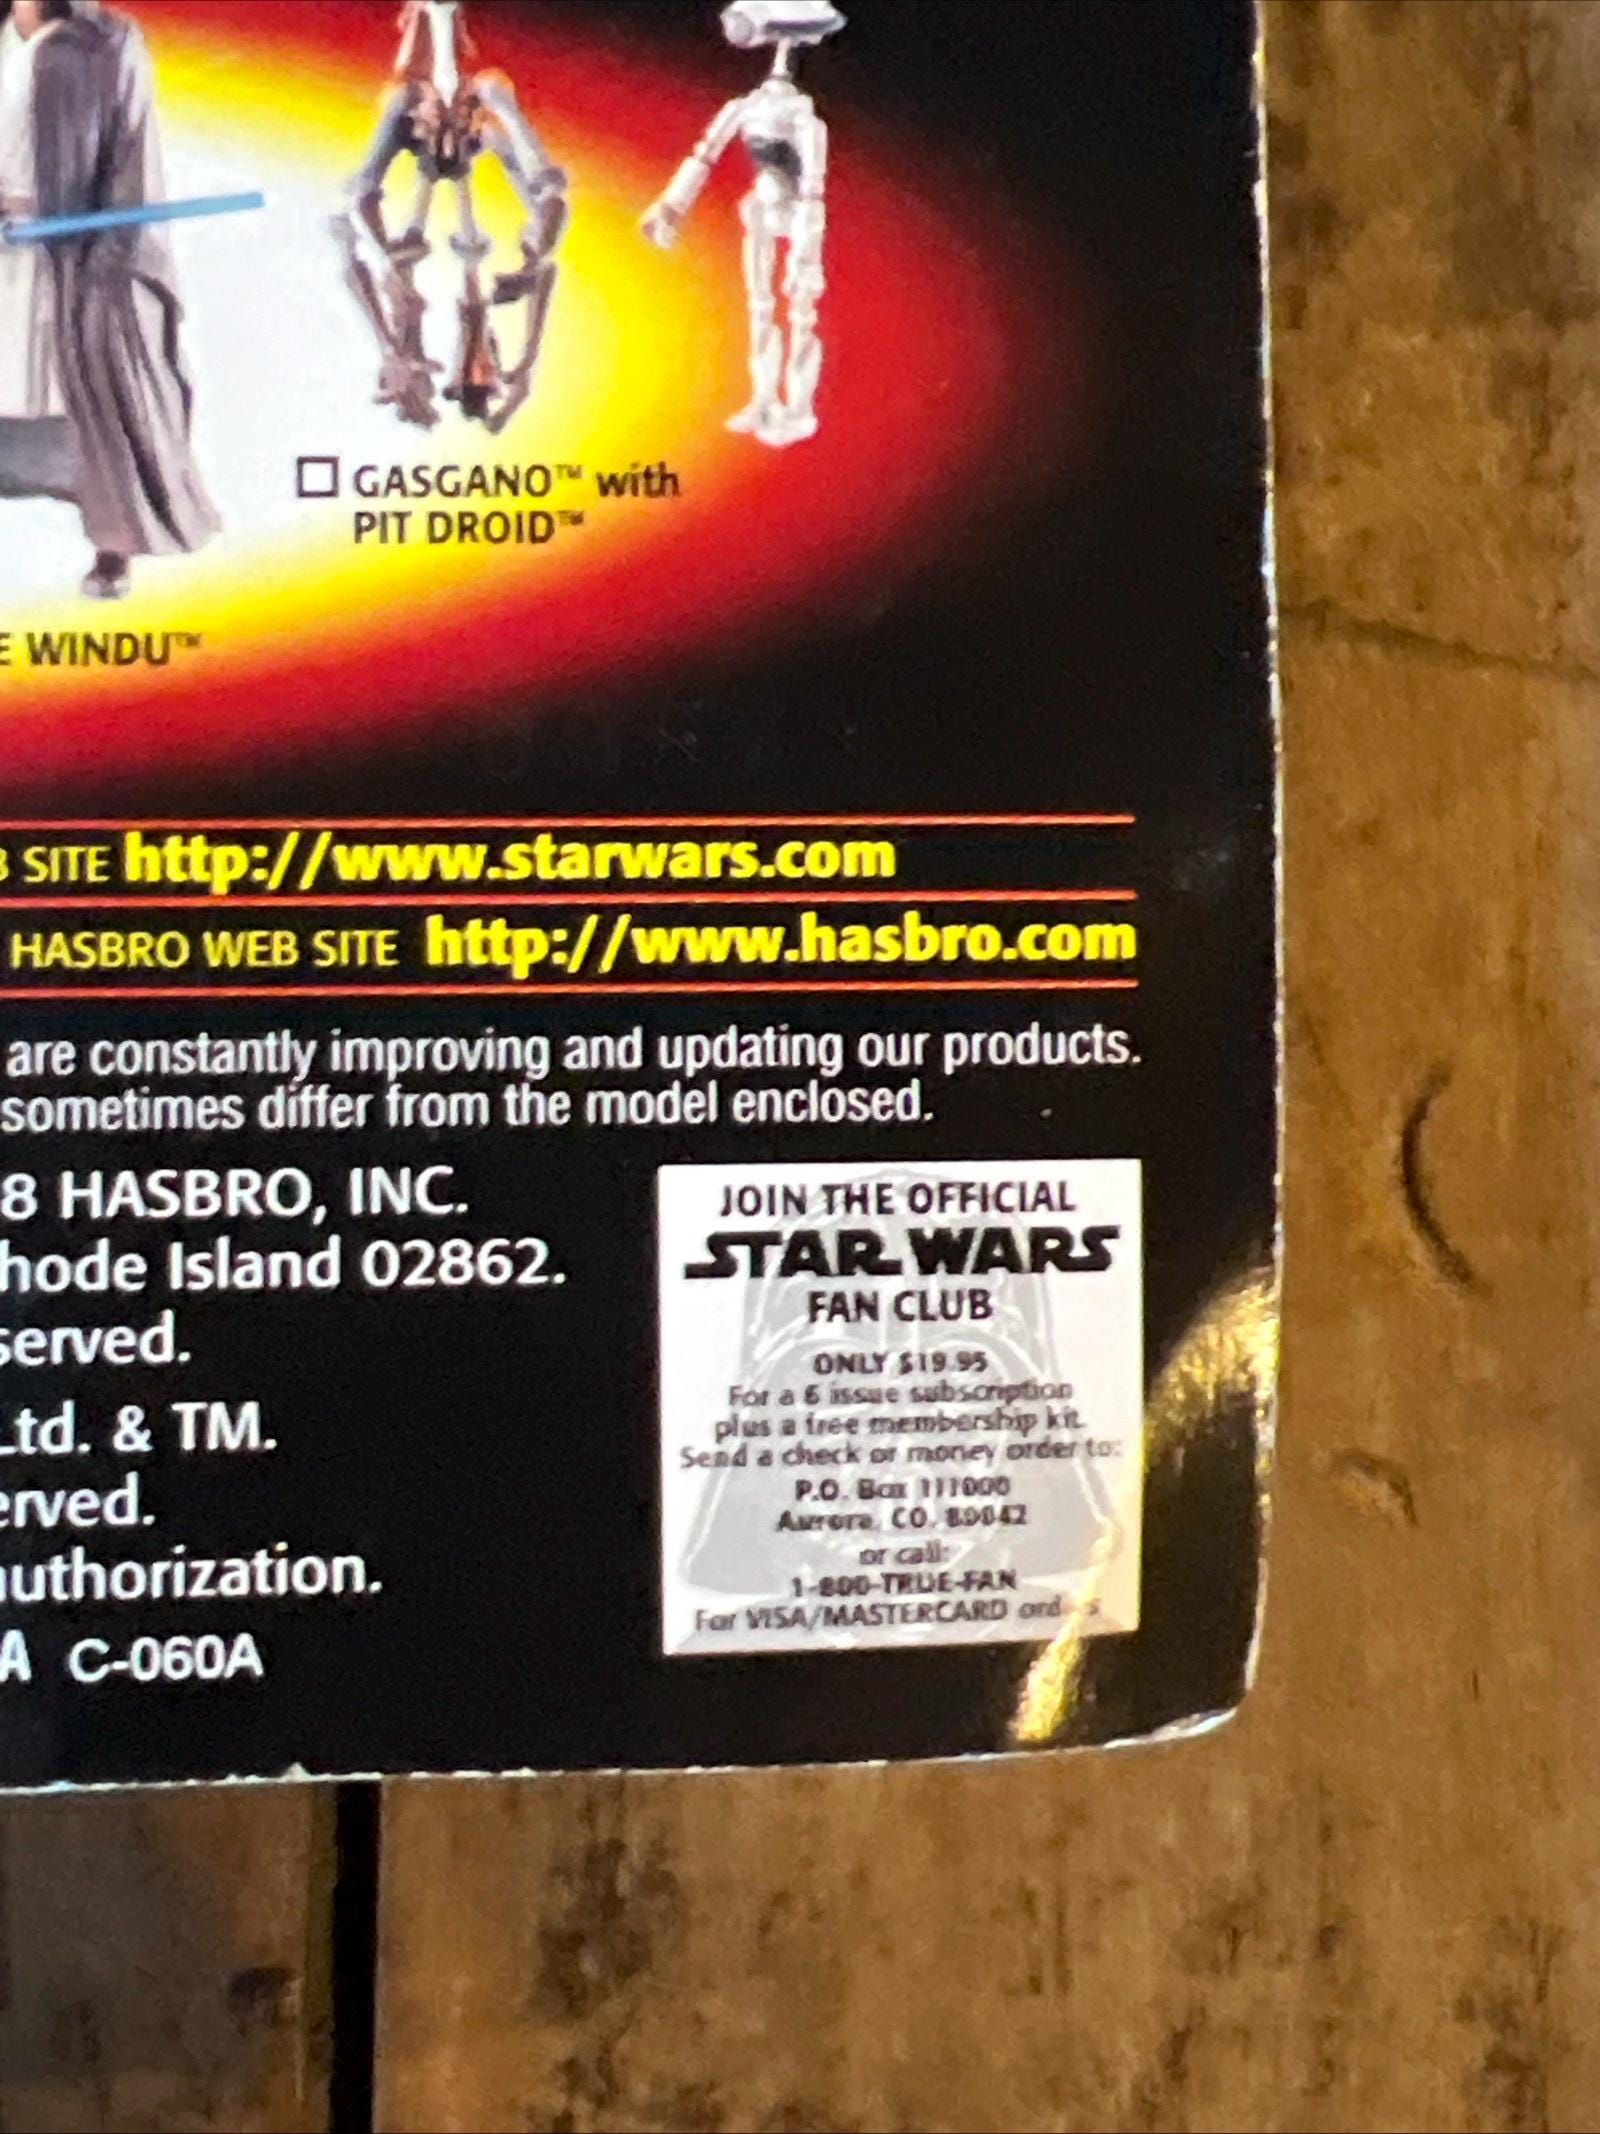 ☐ GASGANO™ with
PIT DROID™
E WINDU™
B SITE http://www.starwars.com
HASBRO WEB SITE http://www.hasbro.com
are constantly improving and updating our products.
sometimes differ from the model enclosed.
8 HASBRO, INC.
hode Island 02862.
served.
Ltd. & TM.
erved.
authorization.
A C-060A
JOIN THE OFFICIAL
STAR WARS
FAN CLUB
ONLY $19.95
For a 6 issue subscription
plus a free membership kit.
Send a check or money order to:
P.O. Box 111000
Aurora, CO. 80042
or call:
1-800-TRUE-FAN
For VISA/MASTERCARD orders